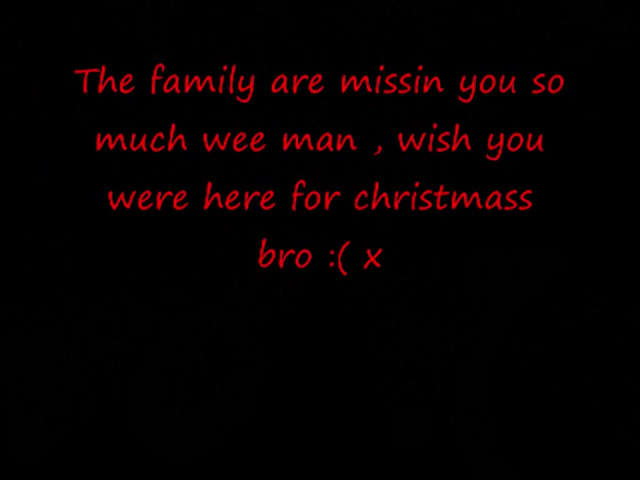 The family are missin you so
much wee man , wish you
were here for christmass
bro :( x